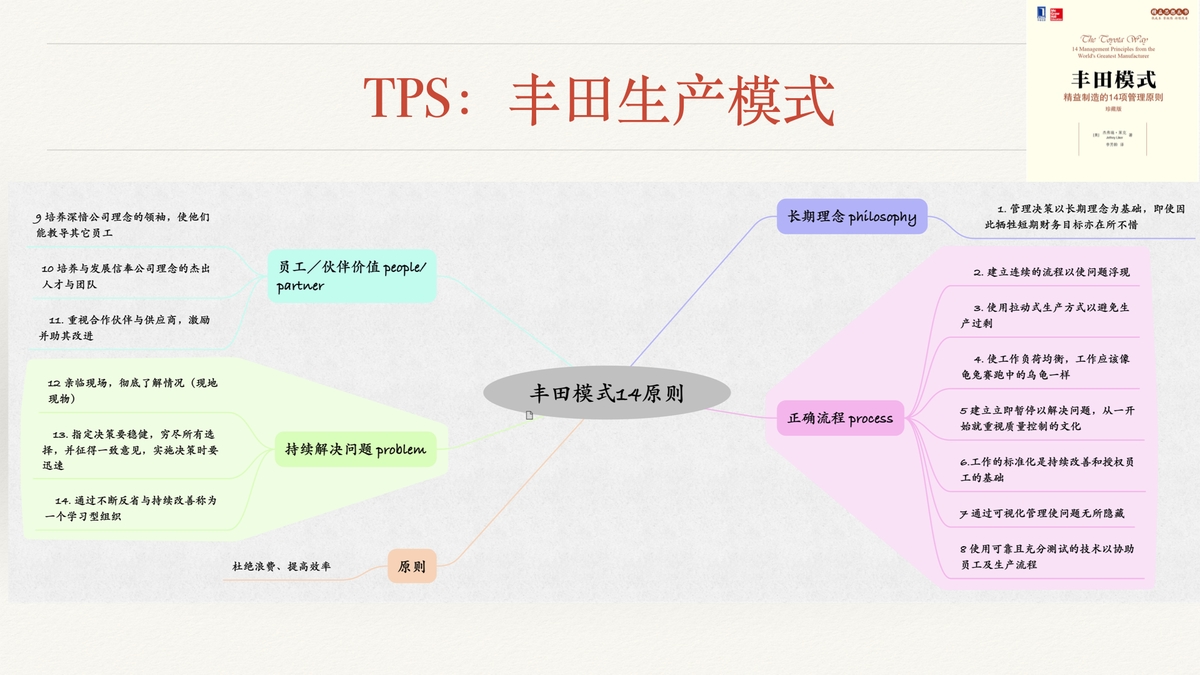 TPS：丰田生产模式
The Toyota Way
14 Management Principles from the
World's Greatest Manufacturer
丰田模式
精益制造的14项管理原则
珍藏版
9 培养深悟公司理念的领袖，使他们
能教导其它员工
10 培养与发展信奉公司理念的杰出
人才与团队
11. 重视合作伙伴与供应商，激励
并助其改进
员工／伙伴价值 people/
partner
12 亲临现场，彻底了解情况（现地
现物）
13. 指定决策要稳健，穷尽所有选
择，并征得一致意见，实施决策时要
迅速
14. 通过不断反省与持续改善称为
一个学习型组织
持续解决问题 problem
杜绝浪费、提高效率
原则
丰田模式14原则
长期理念 philosophy
1. 管理决策以长期理念为基础，即使因
此牺牲短期财务目标亦在所不惜
正确流程 process
2. 建立连续的流程以使问题浮现
3. 使用拉动式生产方式以避免生
产过剩
4. 使工作负荷均衡，工作应该像
龟兔赛跑中的乌龟一样
5 建立立即暂停以解决问题，从一开
始就重视质量控制的文化
6.工作的标准化是持续改善和授权员
工的基础
7 通过可视化管理使问题无所隐藏
8 使用可靠且充分测试的技术以协助
员工及生产流程